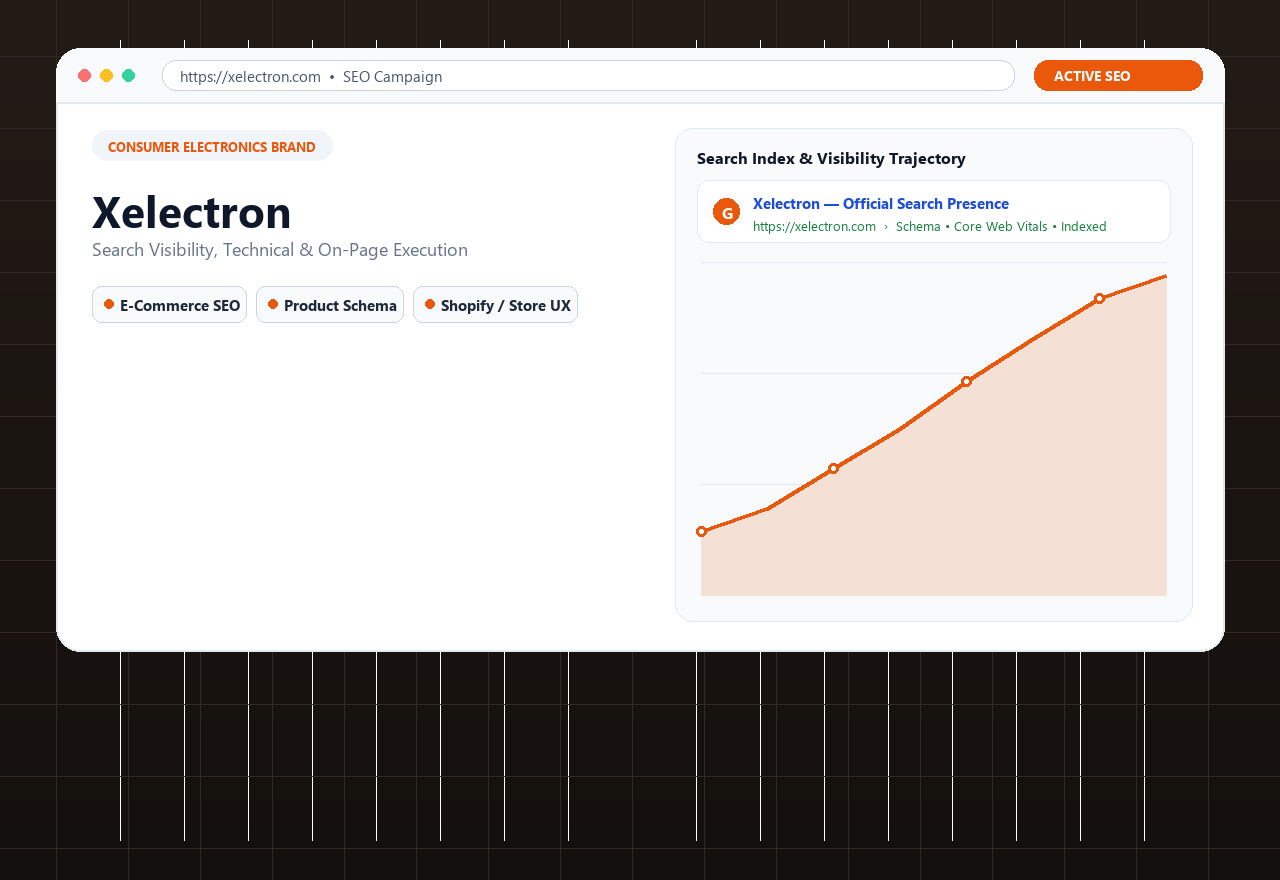 https://xelectron.com • SEO Campaign
ACTIVE SEO
CONSUMER ELECTRONICS BRAND
Xelectron
Search Visibility, Technical & On-Page Execution
E-Commerce SEO
Product Schema
Shopify / Store UX
Search Index & Visibility Trajectory
G
Xelectron — Official Search Presence
https://xelectron.com › Schema • Core Web Vitals • Indexed